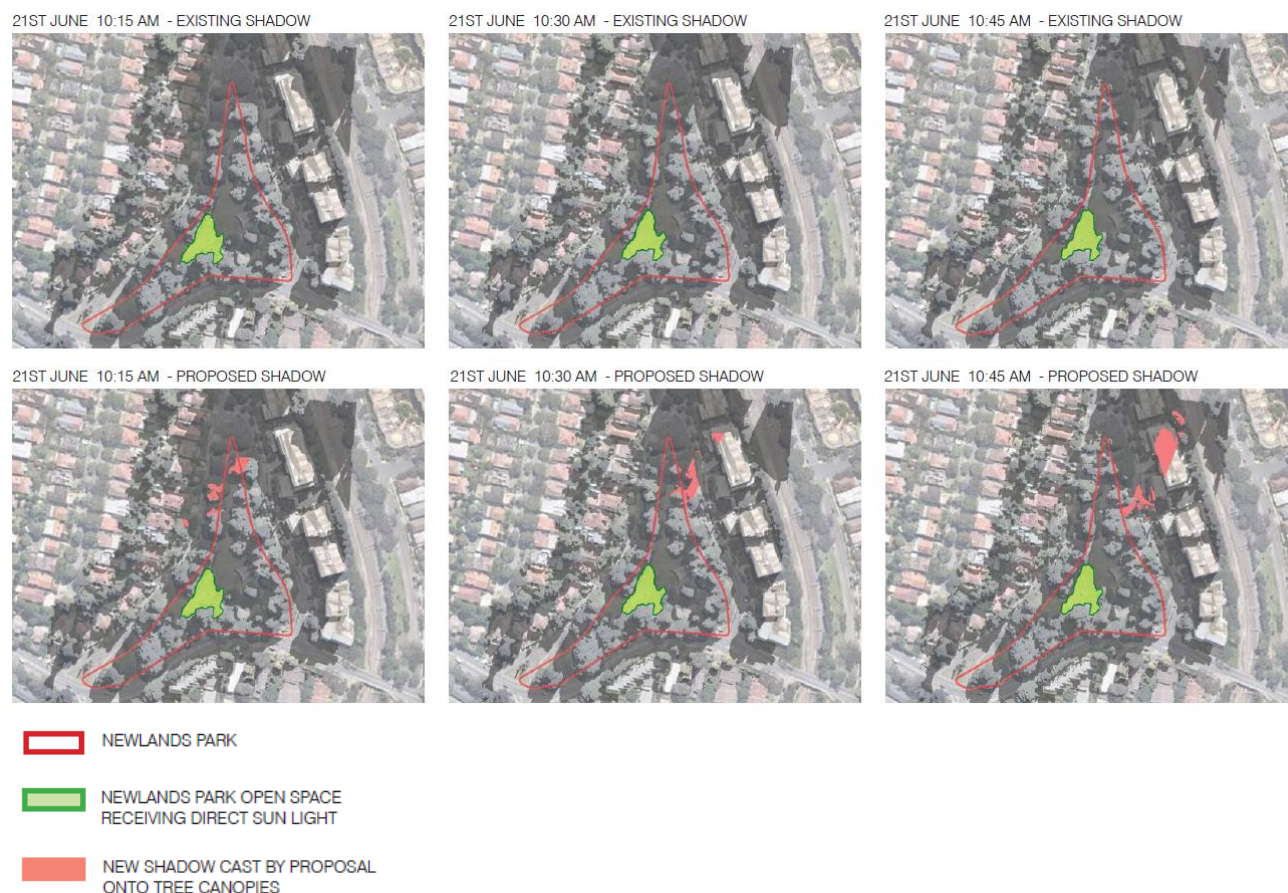 21ST JUNE 10:15 AM - EXISTING SHADOW
21ST JUNE 10:30 AM - EXISTING SHADOW
21ST JUNE 10:45 AM - EXISTING SHADOW
21ST JUNE 10:15 AM - PROPOSED SHADOW
21ST JUNE 10:30 AM - PROPOSED SHADOW
21ST JUNE 10:45 AM - PROPOSED SHADOW
NEWLANDS PARK
NEWLANDS PARK OPEN SPACE
RECEIVING DIRECT SUN LIGHT
NEW SHADOW CAST BY PROPOSAL
ONTO TREE CANOPIES